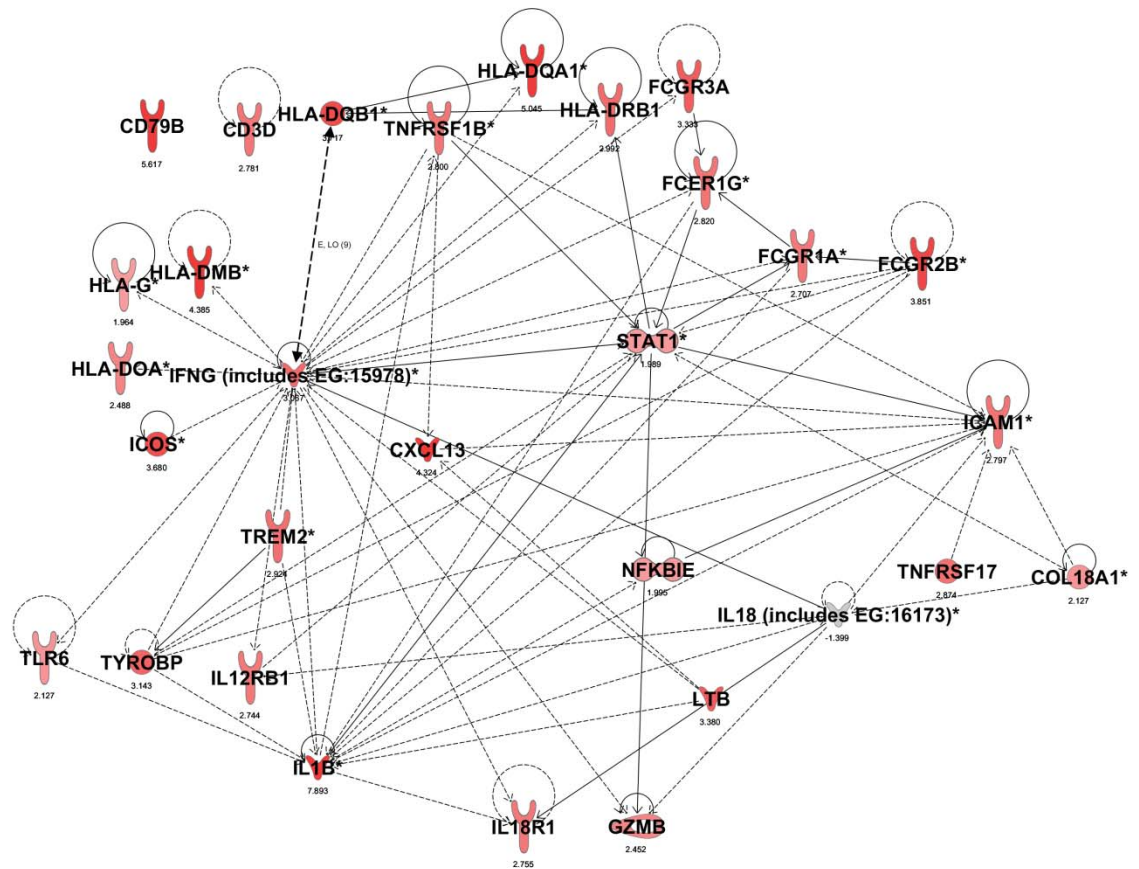 HLA-DQA1*
5.045
FCGR3A
3.333
HLA-DRB1
2.992
HLA-DQB1*
CD79B
5.617
CD3D
2.781
TNFRSF1B*
2.800
FCER1G*
2.820
E, LO (9)
FCGR1A*
2.707
FCGR2B*
3.851
HLA-G*
1.964
HLA-DMB*
4.385
STAT1*
1.989
HLA-DOA*
2.488
IFNG (includes EG:15978)*
ICOS*
3.680
CXCL13
4.324
ICAM1*
2.797
TREM2*
2.924
NFKBIE
1.995
TNFRSF17
2.874
COL18A1*
2.127
IL18 (includes EG:16173)*
-1.399
TLR6
2.127
TYROBP
3.143
IL12RB1
2.744
LTB
3.380
IL1B*
7.893
IL18R1
2.755
GZMB
2.452